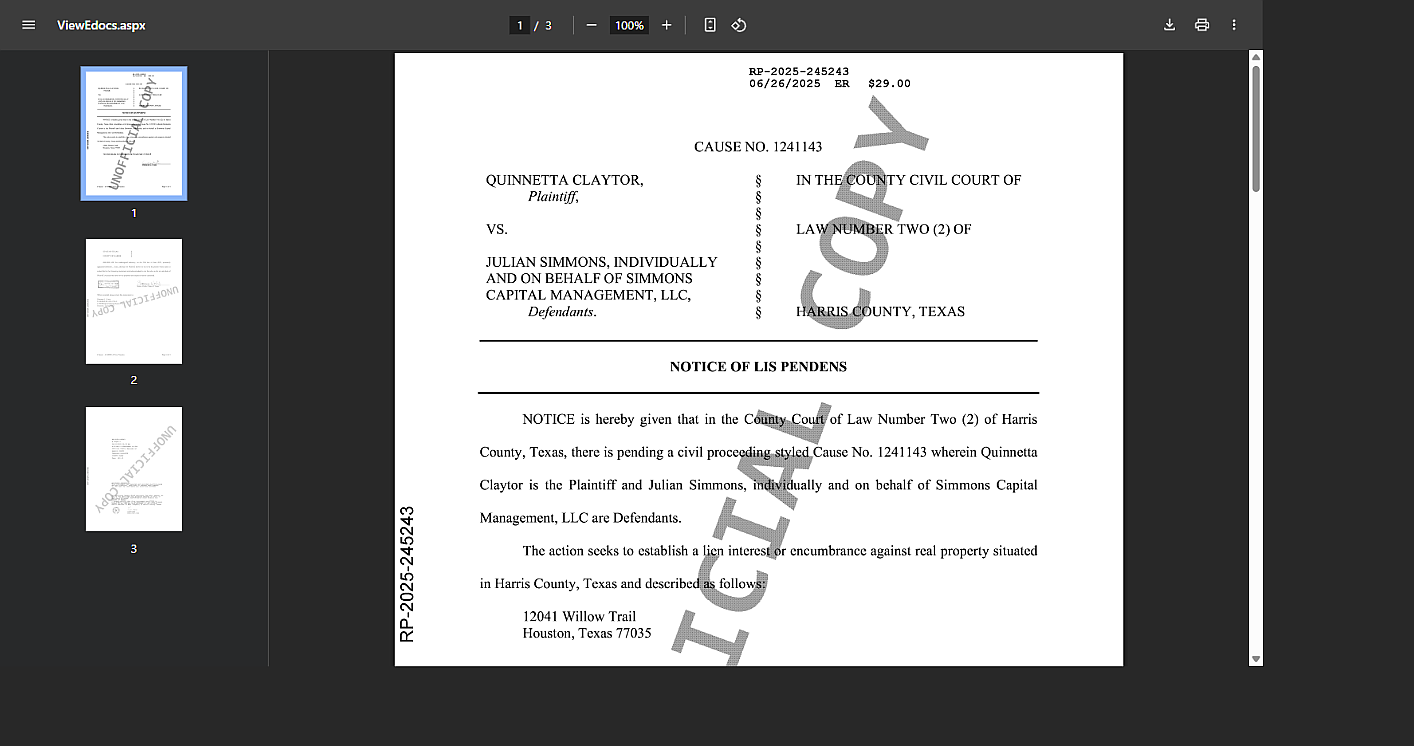 ViewEdocs.aspx
1 / 3
100%
1
2
3
RP-2025-245243
06/26/2025 ER $29.00
CAUSE NO. 1241143
QUINNETTA CLAYTOR, § IN THE COUNTY CIVIL COURT OF
Plaintiff, §
§
VS. § LAW NUMBER TWO (2) OF
§
JULIAN SIMMONS, INDIVIDUALLY §
AND ON BEHALF OF SIMMONS §
CAPITAL MANAGEMENT, LLC, §
Defendants. § HARRIS COUNTY, TEXAS
NOTICE OF LIS PENDENS
NOTICE is hereby given that in the County Court of Law Number Two (2) of Harris
County, Texas, there is pending a civil proceeding styled Cause No. 1241143 wherein Quinnetta
Claytor is the Plaintiff and Julian Simmons, individually and on behalf of Simmons Capital
Management, LLC are Defendants.
The action seeks to establish a lien interest or encumbrance against real property situated
in Harris County, Texas and described as follows:
12041 Willow Trail
Houston, Texas 77035
RP-2025-245243
ICIAL COPY
UNOFFICIAL COPY
UNOFFICIAL COPY
UNOFFICIAL COPY